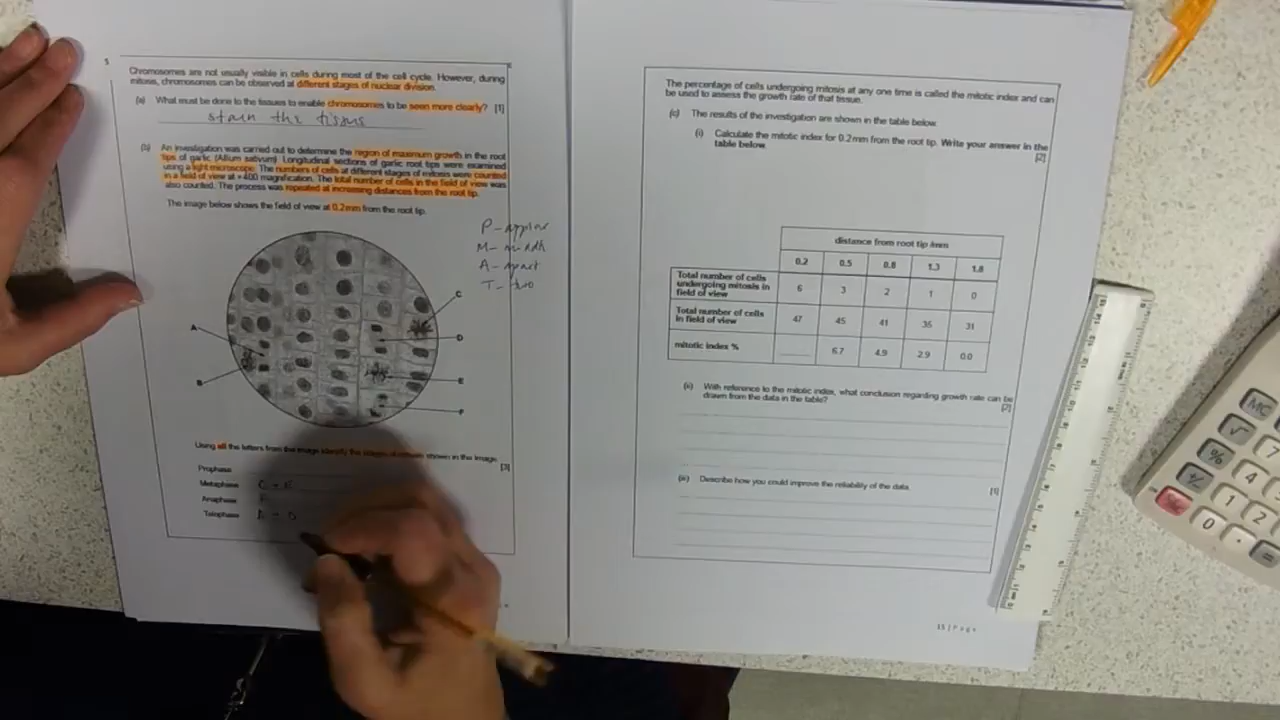 5
Chromosomes are not usually visible in cells during most of the cell cycle. However, during
mitosis, chromosomes can be observed at different stages of nuclear division.
(a) What must be done to the tissues to enable chromosomes to be seen more clearly? [1]
stain the tissue
(b) An investigation was carried out to determine the region of maximum growth in the root
tips of garlic (Allium sativum). Longitudinal sections of garlic root tips were examined
using a light microscope. The numbers of cells at different stages of mitosis were counted
in a field of view at ×400 magnification. The total number of cells in the field of view was
also counted. The process was repeated at increasing distances from the root tip.
The image below shows the field of view at 0.2mm from the root tip.
P-
M-
A- apart
T- two
A
B
C
D
E
F
Using all the letters from the image identify the stages of mitosis shown in the image.
[3]
Prophase
Metaphase C + E
Anaphase F
Telophase A + D
The percentage of cells undergoing mitosis at any one time is called the mitotic index and can
be used to assess the growth rate of that tissue.
(c) The results of the investigation are shown in the table below.
(i) Calculate the mitotic index for 0.2mm from the root tip. Write your answer in the
table below.
[2]
distance from root tip /mm
0.2 0.5 0.8 1.3 1.8
Total number of cells
undergoing mitosis in
field of view
6 3 2 1 0
Total number of cells
in field of view
47 45 41 35 31
mitotic index % 6.7 4.9 2.9 0.0
(ii) With reference to the mitotic index, what conclusion regarding growth rate can be
drawn from the data in the table?
[2]
(iii) Describe how you could improve the reliability of the data. [1]
15 | Page
MC
√
%
+/-
7
4
1
2
0
.
=